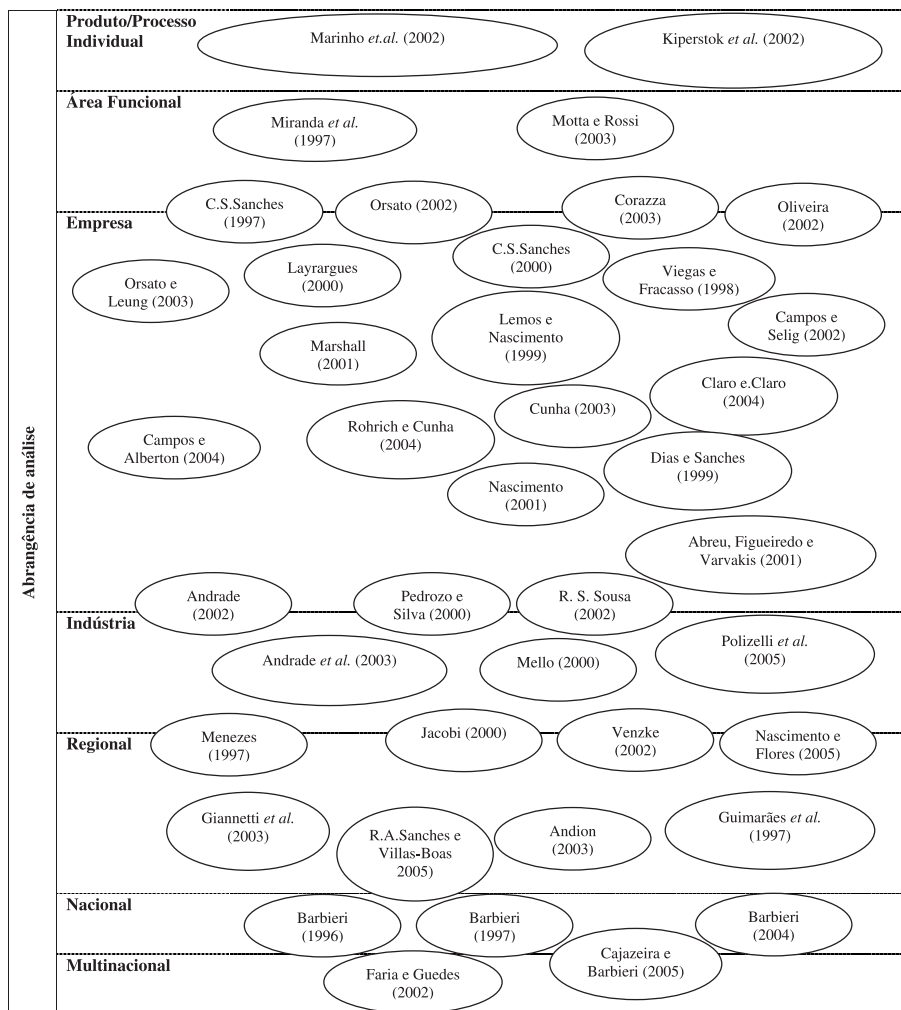 Produto/Processo
Individual
Marinho et.al. (2002)
Kiperstok et al. (2002)
Área Funcional
Miranda et al.
(1997)
Motta e Rossi
(2003)
C.S.Sanches
(1997)
Orsato (2002)
Corazza
(2003)
Oliveira
(2002)
Empresa
C.S.Sanches
(2000)
Orsato e
Leung (2003)
Layrargues
(2000)
Viegas e
Fracasso (1998)
Lemos e
Nascimento
(1999)
Campos e
Selig (2002)
Marshall
(2001)
Claro e.Claro
(2004)
Cunha (2003)
Campos e
Alberton (2004)
Rohrich e Cunha
(2004)
Dias e Sanches
(1999)
Nascimento
(2001)
Abreu, Figueiredo e
Varvakis (2001)
Andrade
(2002)
Pedrozo e
Silva (2000)
R. S. Sousa
(2002)
Indústria
Andrade et al. (2003)
Mello (2000)
Polizelli et al.
(2005)
Regional
Menezes
(1997)
Jacobi (2000)
Venzke
(2002)
Nascimento e
Flores (2005)
Giannetti et al.
(2003)
R.A.Sanches e
Villas-Boas
2005)
Andion
(2003)
Guimarães et al.
(1997)
Nacional
Barbieri
(1996)
Barbieri
(1997)
Barbieri
(2004)
Multinacional
Faria e Guedes
(2002)
Cajazeira e
Barbieri (2005)
Abrangência de análise